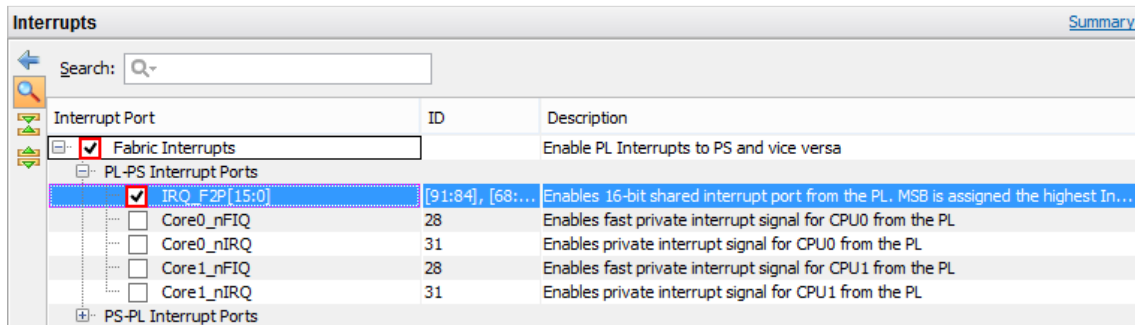 Interrupts Summary
Search:
Interrupt Port ID Description
Fabric Interrupts Enable PL Interrupts to PS and vice versa
PL-PS Interrupt Ports
IRQ_F2P[15:0] [91:84], [68:... Enables 16-bit shared interrupt port from the PL. MSB is assigned the highest In...
Core0_nFIQ 28 Enables fast private interrupt signal for CPU0 from the PL
Core0_nIRQ 31 Enables private interrupt signal for CPU0 from the PL
Core1_nFIQ 28 Enables fast private interrupt signal for CPU1 from the PL
Core1_nIRQ 31 Enables private interrupt signal for CPU1 from the PL
PS-PL Interrupt Ports